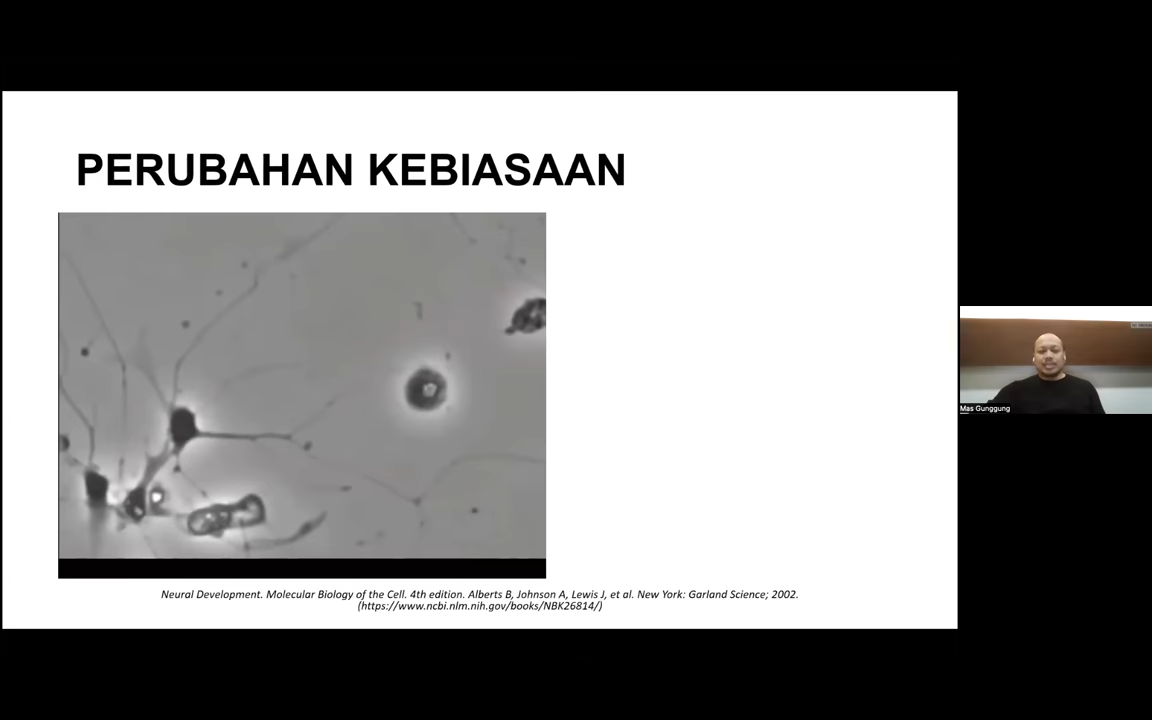 PERUBAHAN KEBIASAAN
Neural Development. Molecular Biology of the Cell. 4th edition. Alberts B, Johnson A, Lewis J, et al. New York: Garland Science; 2002.
(https://www.ncbi.nlm.nih.gov/books/NBK26814/)
Mas Gunggung